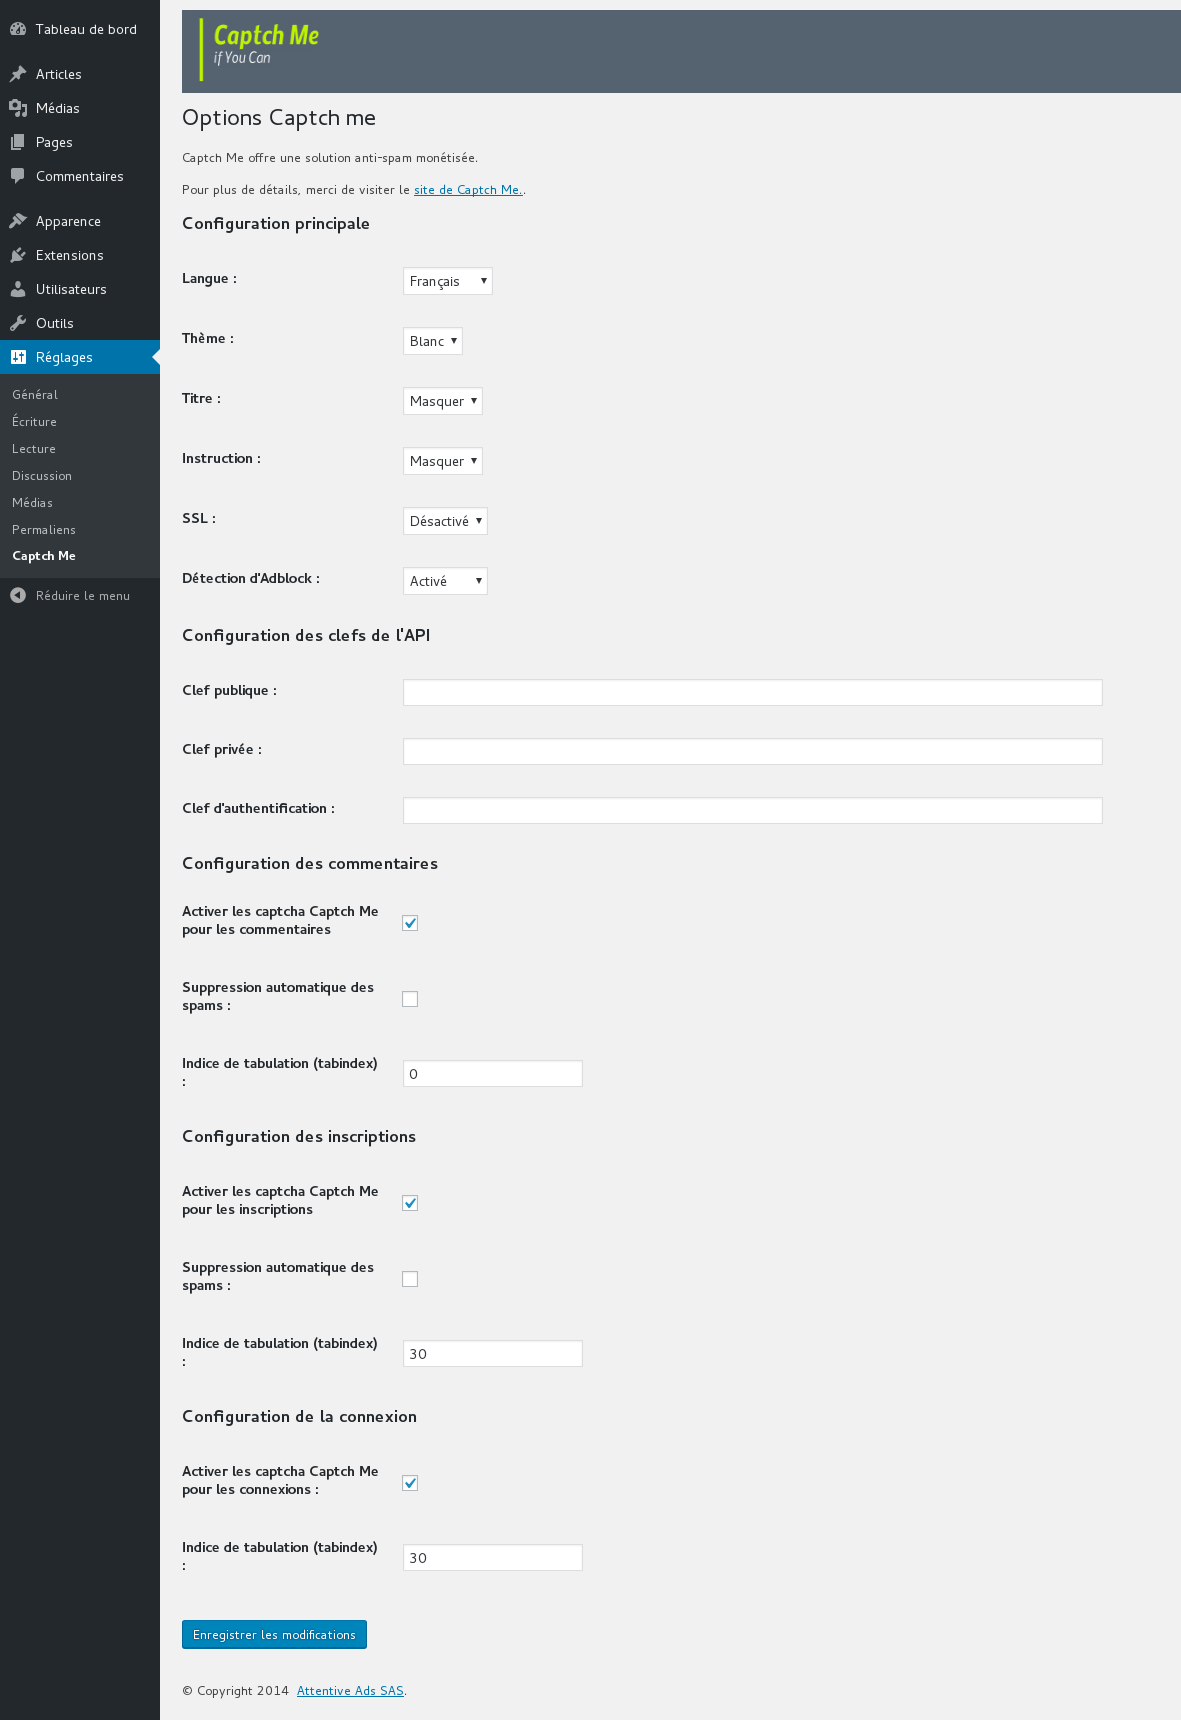 Tableau de bord
Articles
Médias
Pages
Commentaires
Apparence
Extensions
Utilisateurs
Outils
Réglages
Général
Écriture
Lecture
Discussion
Médias
Permaliens
Captch Me
Réduire le menu
Captch Me
if You Can
Options Captch me
Captch Me offre une solution anti-spam monétisée.
Pour plus de détails, merci de visiter le site de Captch Me..
Configuration principale
Langue : Français
Thème : Blanc
Titre : Masquer
Instruction : Masquer
SSL : Désactivé
Détection d'Adblock : Activé
Configuration des clefs de l'API
Clef publique :
Clef privée :
Clef d'authentification :
Configuration des commentaires
Activer les captcha Captch Me
pour les commentaires
Suppression automatique des
spams :
Indice de tabulation (tabindex)
:
0
Configuration des inscriptions
Activer les captcha Captch Me
pour les inscriptions
Suppression automatique des
spams :
Indice de tabulation (tabindex)
:
30
Configuration de la connexion
Activer les captcha Captch Me
pour les connexions :
Indice de tabulation (tabindex)
:
30
Enregistrer les modifications
© Copyright 2014 Attentive Ads SAS.